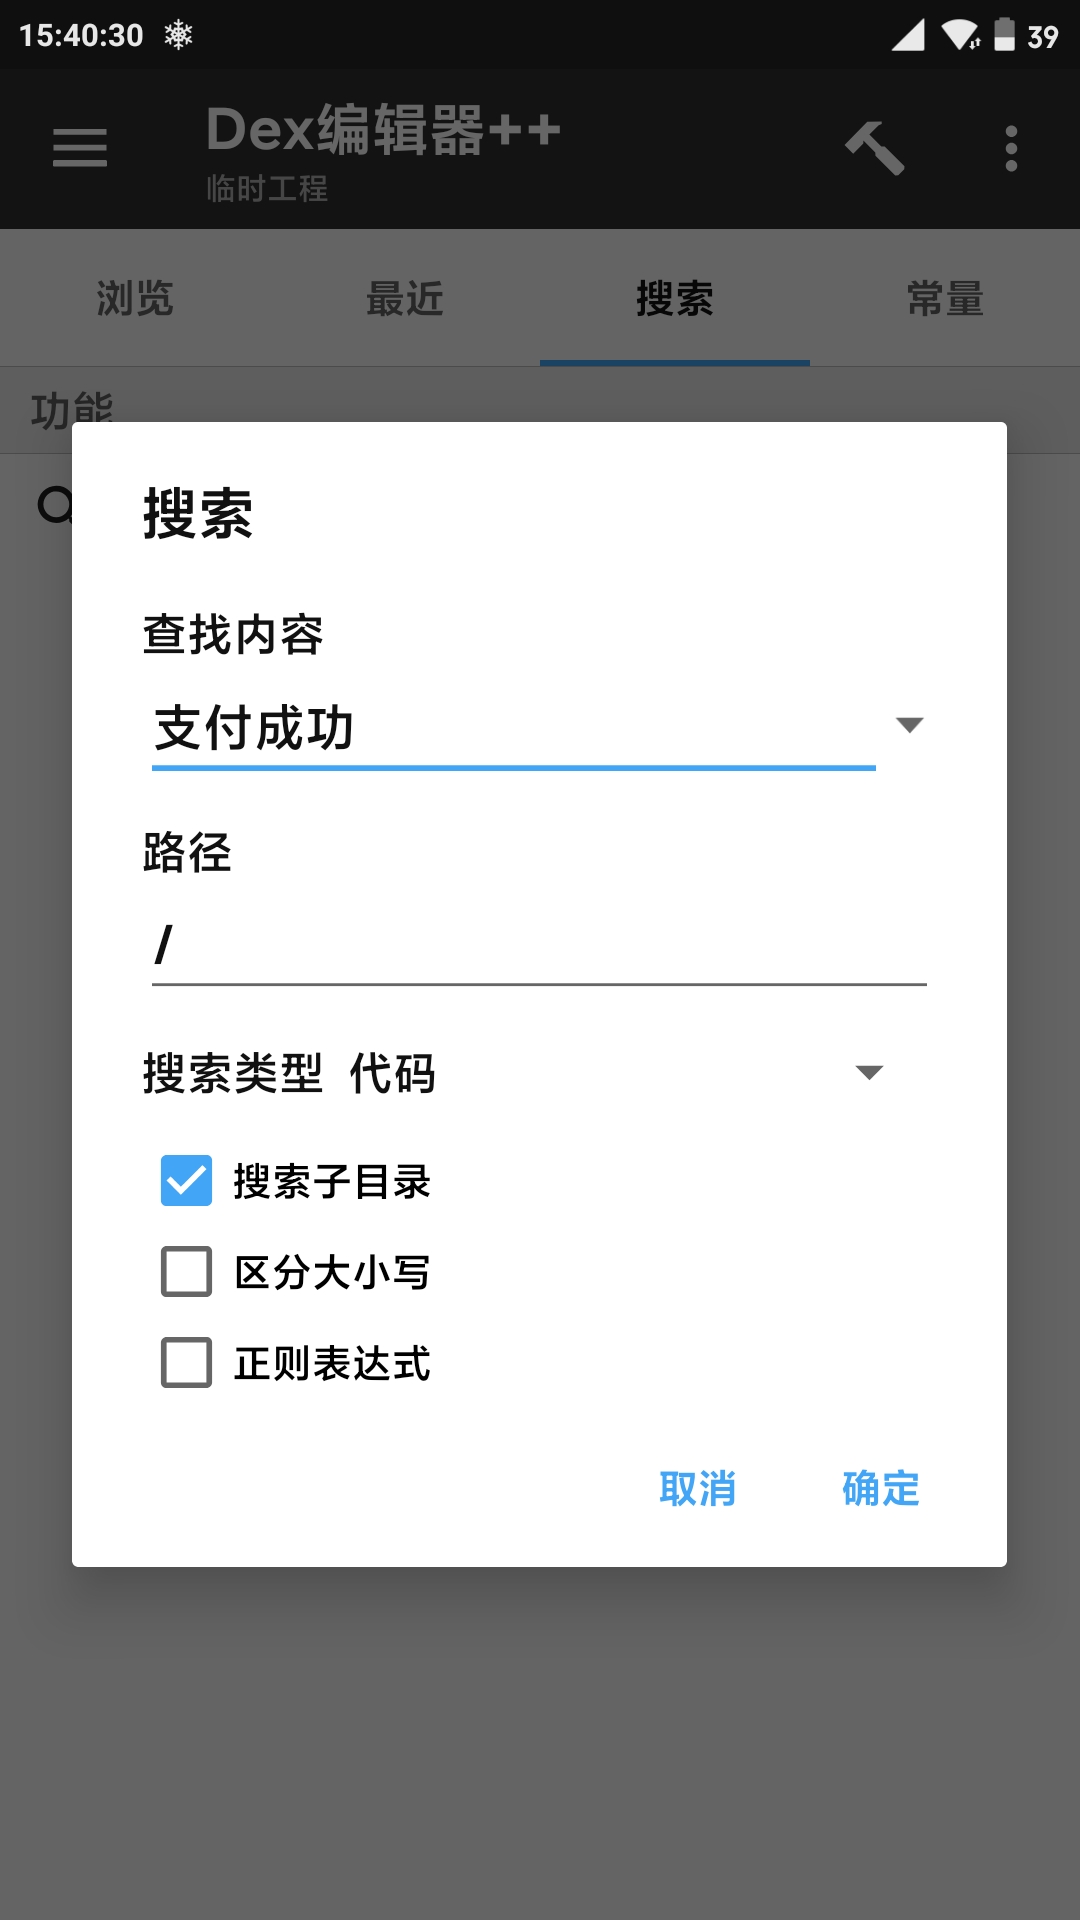 15:40:30 39
Dex编辑器++
临时工程
浏览 最近 搜索 常量
功能
搜索
查找内容
支付成功
路径
/
搜索类型 代码
搜索子目录
区分大小写
正则表达式
取消 确定